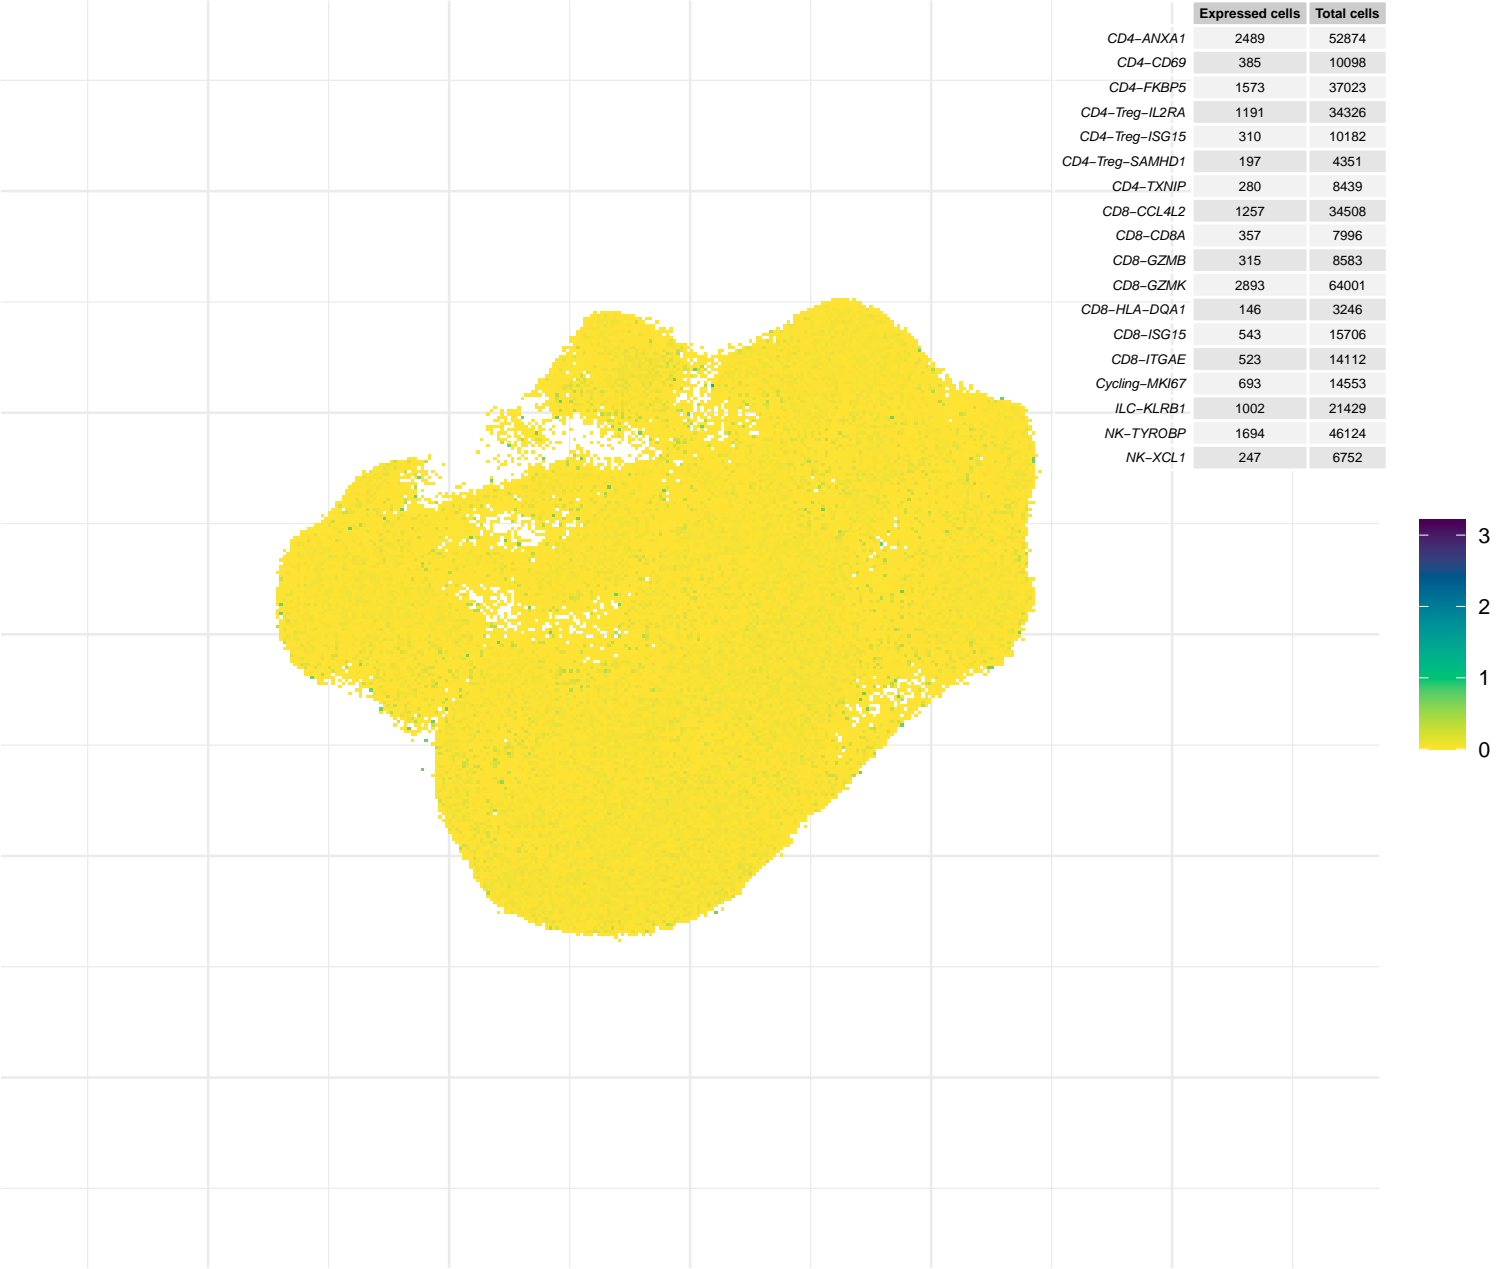 Expressed cells Total cells
CD4−ANXA1 2489 52874
CD4−CD69 385 10098
CD4−FKBP5 1573 37023
CD4−Treg−IL2RA 1191 34326
CD4−Treg−ISG15 310 10182
CD4−Treg−SAMHD1 197 4351
CD4−TXNIP 280 8439
CD8−CCL4L2 1257 34508
CD8−CD8A 357 7996
CD8−GZMB 315 8583
CD8−GZMK 2893 64001
CD8−HLA−DQA1 146 3246
CD8−ISG15 543 15706
CD8−ITGAE 523 14112
Cycling−MKI67 693 14553
ILC−KLRB1 1002 21429
NK−TYROBP 1694 46124
NK−XCL1 247 6752
3
2
1
0